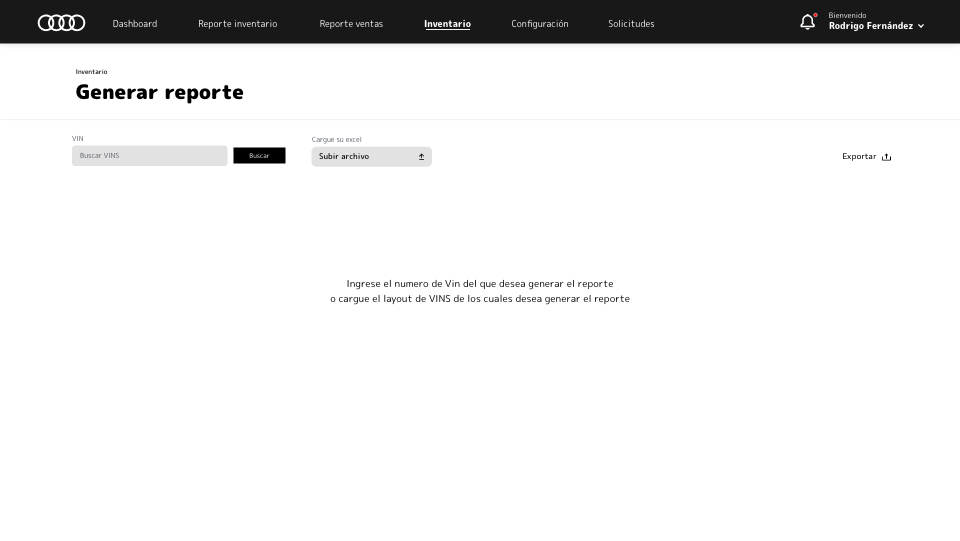 Dashboard
Reporte inventario
Reporte ventas
Inventario
Configuración
Solicitudes
Bienvenido
Rodrigo Fernández
Inventario
Generar reporte
VIN
Buscar VINS
Buscar
Cargue su excel
Subir archivo
Exportar
Ingrese el numero de Vin del que desea generar el reporte
o cargue el layout de VINS de los cuales desea generar el reporte